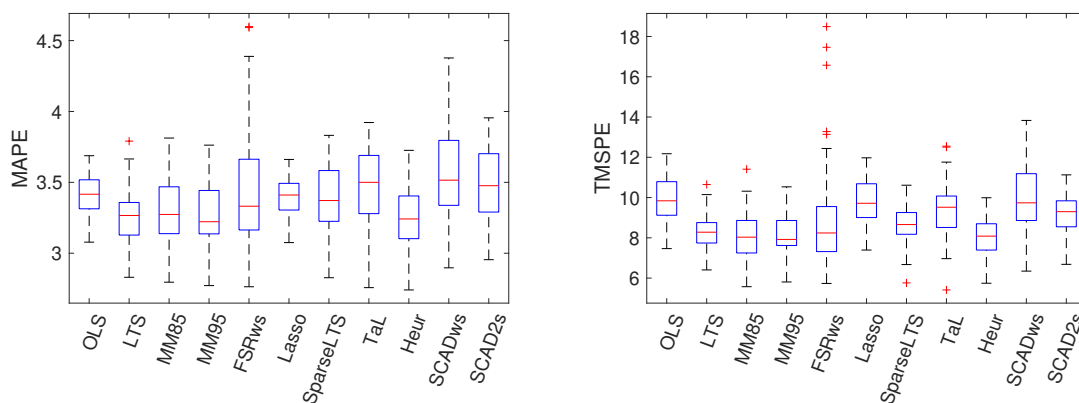 MAPE
4.5
4
3.5
3
OLS
LTS
MM85
MM95
FSRws
Lasso
SparseLTS
TaL
Heur
SCADws
SCAD2s
TMSPE
18
16
14
12
10
8
6
OLS
LTS
MM85
MM95
FSRws
Lasso
SparseLTS
TaL
Heur
SCADws
SCAD2s